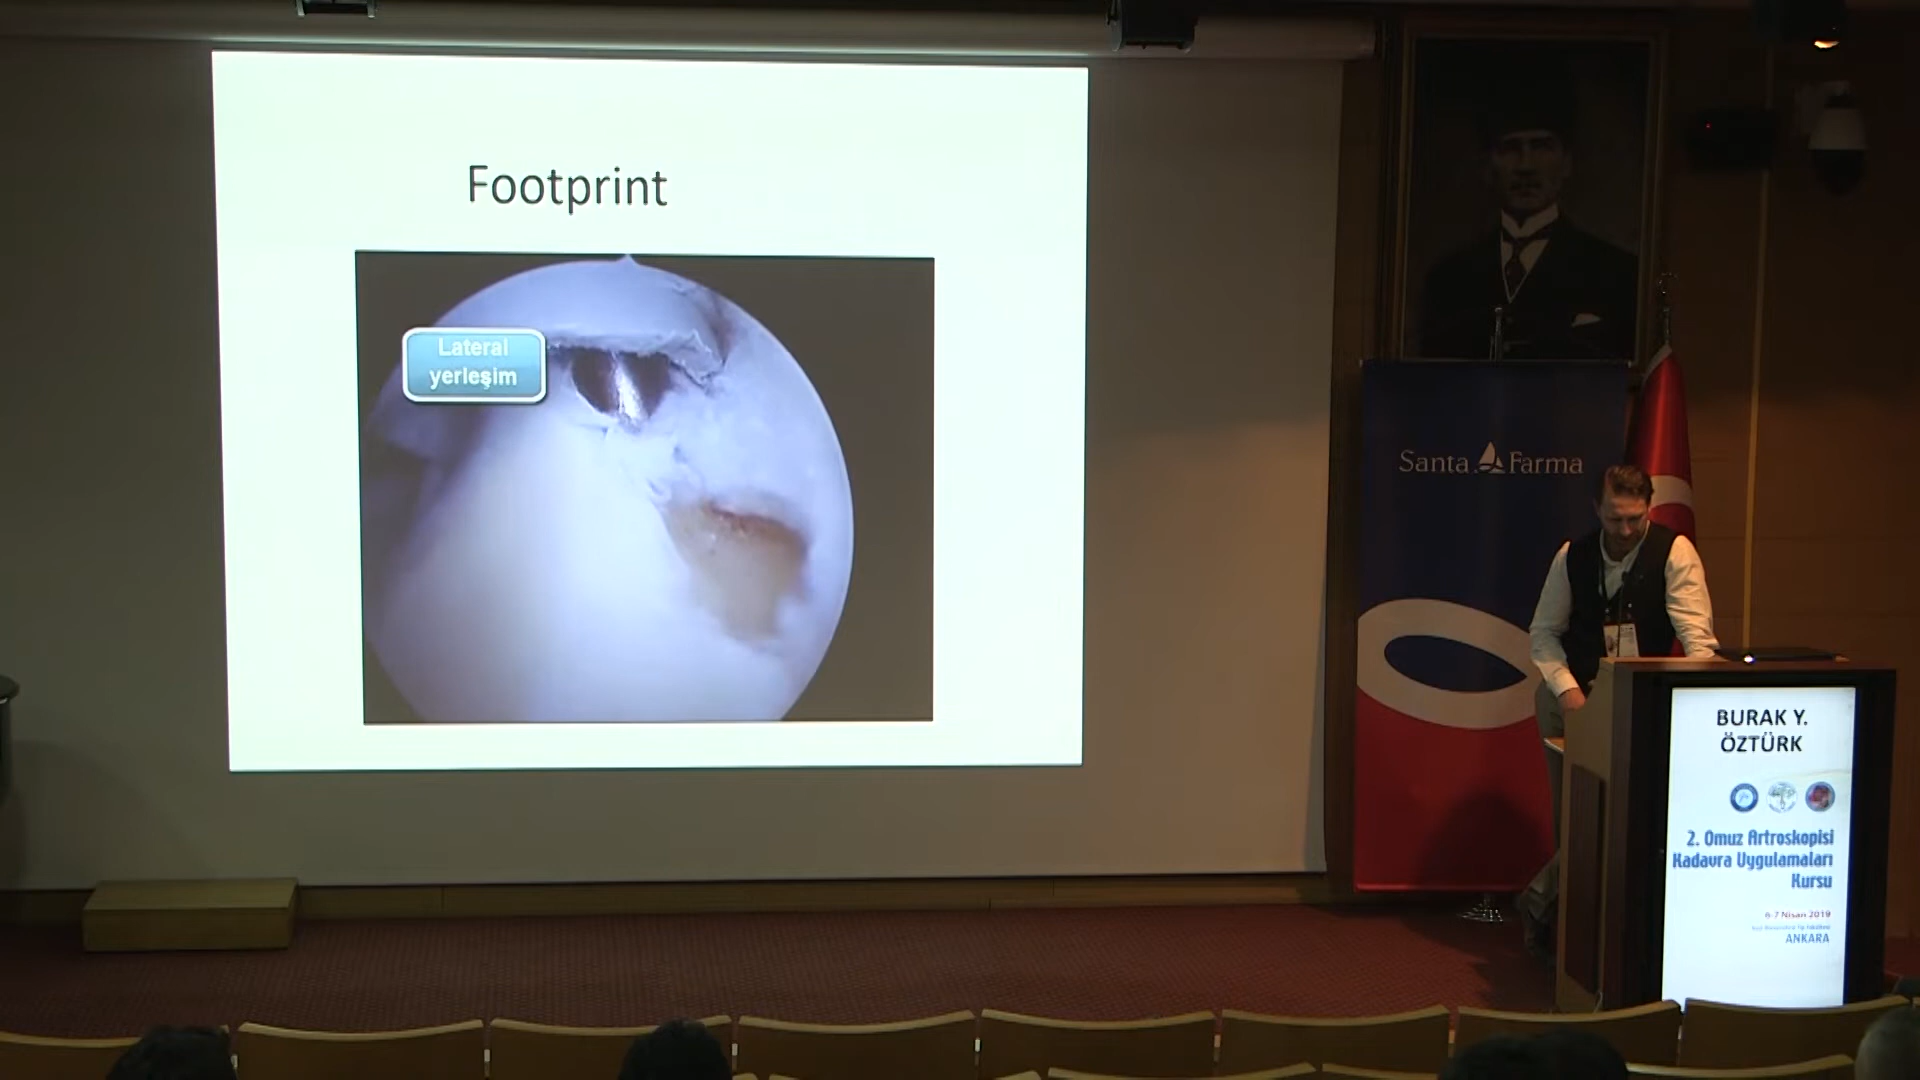 Footprint
Lateral
yerleşim
Santa Farma
BURAK Y.
ÖZTÜRK
2. Omuz Artroskopisi
Kadavra Uygulamaları
Kursu
6-7 Nisan 2019
ANKARA